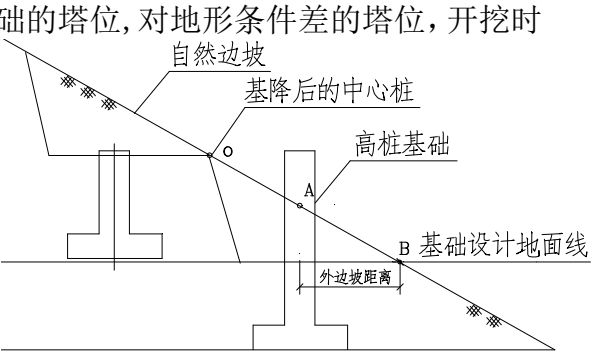 础的塔位,对地形条件差的塔位,开挖时
自然边坡
基降后的中心桩
O
高桩基础
A
B 基础设计地面线
外边坡距离